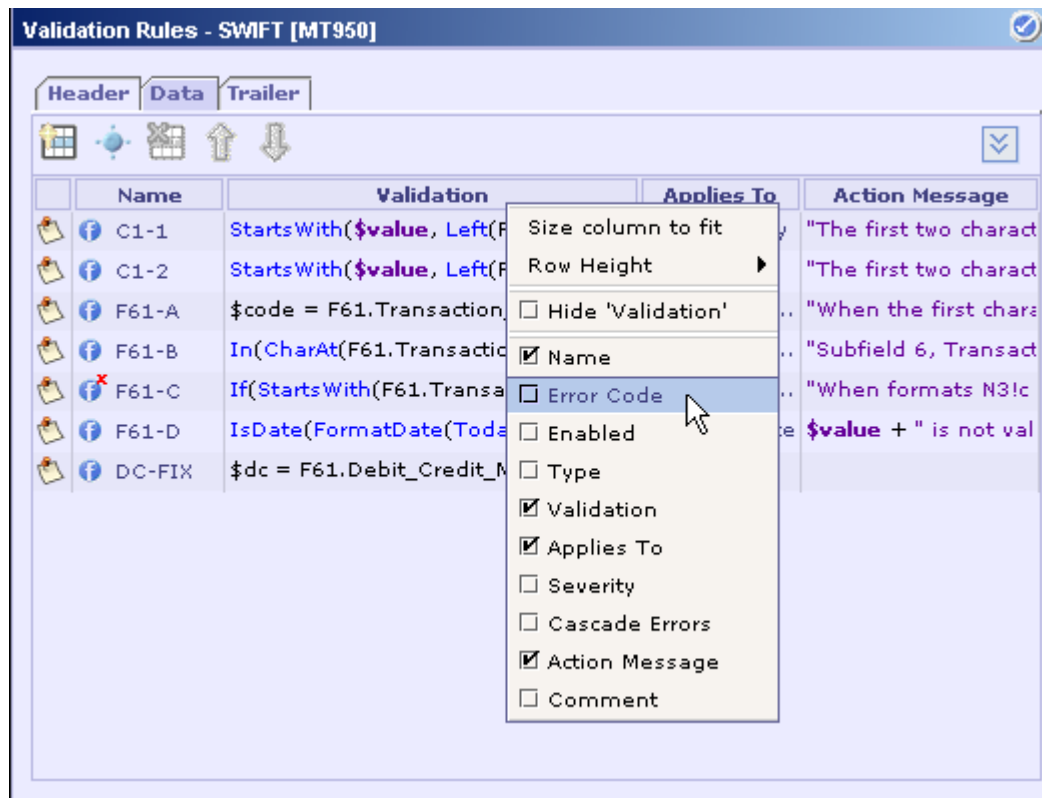 Validation Rules - SWIFT [MT950]
Header Data Trailer
Name Validation Applies To Action Message
C1-1 StartsWith($value, Left(F y "The first two charact
C1-2 StartsWith($value, Left(F "The first two charact
F61-A $code = F61.Transaction_ .. "When the first chara
F61-B In(CharAt(F61.Transactio .. "Subfield 6, Transact
F61-C If(StartsWith(F61.Transa .. "When formats N3!c
F61-D IsDate(FormatDate(Toda te $value + " is not val
DC-FIX $dc = F61.Debit_Credit_M
Size column to fit
Row Height
Hide 'Validation'
Name
Error Code
Enabled
Type
Validation
Applies To
Severity
Cascade Errors
Action Message
Comment